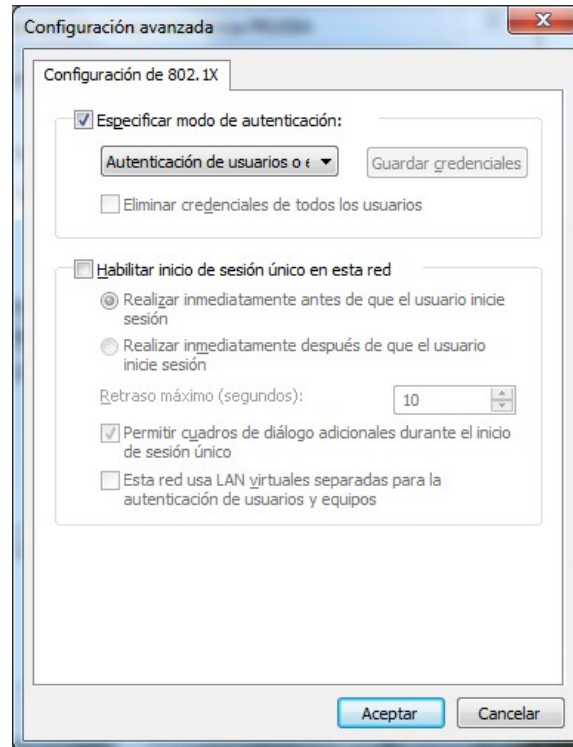 Configuración avanzada
Configuración de 802.1X
Especificar modo de autenticación:
Autenticación de usuarios o e
Guardar credenciales
Eliminar credenciales de todos los usuarios
Habilitar inicio de sesión único en esta red
Realizar inmediatamente antes de que el usuario inicie
sesión
Realizar inmediatamente después de que el usuario
inicie sesión
Retraso máximo (segundos):
10
Permitir cuadros de diálogo adicionales durante el inicio
de sesión único
Esta red usa LAN virtuales separadas para la
autenticación de usuarios y equipos
Aceptar
Cancelar